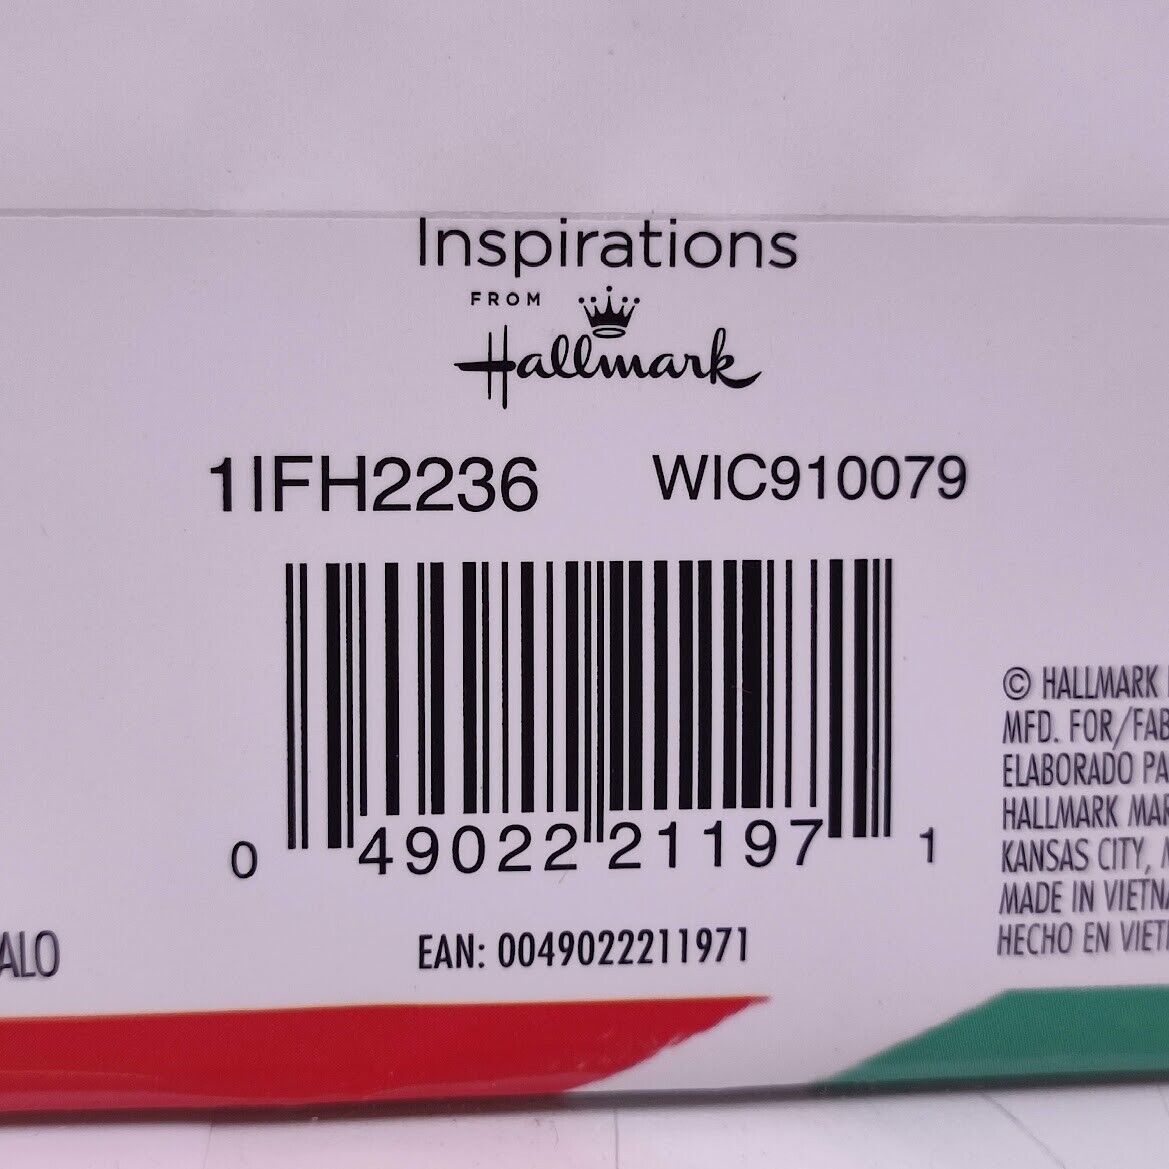 Inspirations
FROM
Hallmark
1IFH2236 WIC910079
0 49022 21197 1
EAN: 0049022211971
ALO
© HALLMARK
MFD. FOR/FAB
ELABORADO PA
HALLMARK MAR
KANSAS CITY,
MADE IN VIETNA
HECHO EN VIET